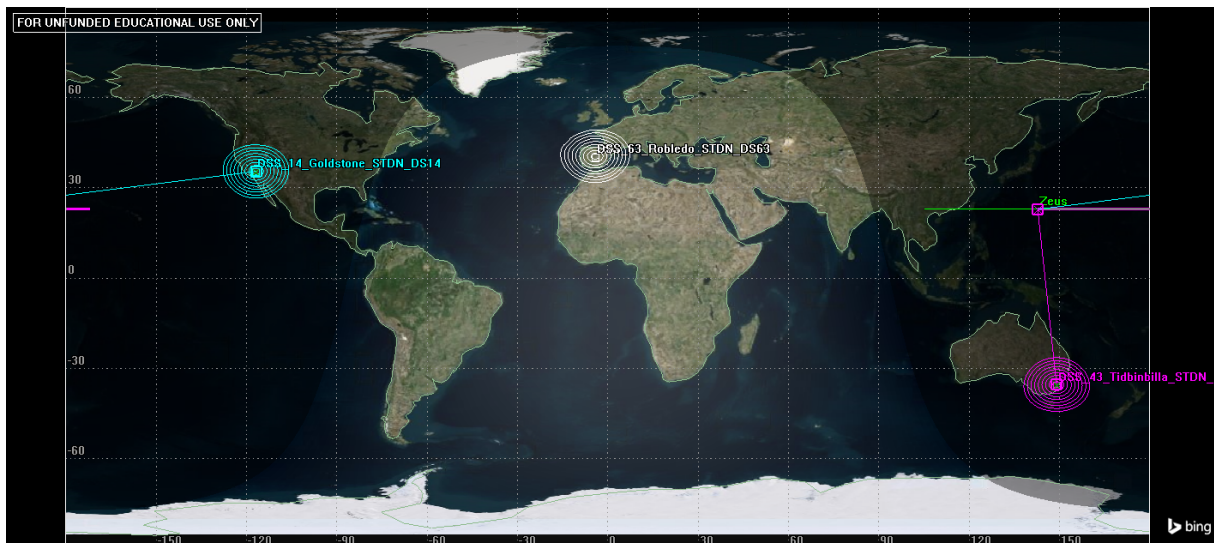 FOR UNFUNDED EDUCATIONAL USE ONLY
60
DSS_14_Goldstone_STDN_DS14
DSS_63_Robledo_STDN_DS63
30
Zeus
0
-30
DSS_43_Tidbinbilla_STDN_
-60
-150
-120
-90
-60
-30
0
30
60
90
120
150
bing